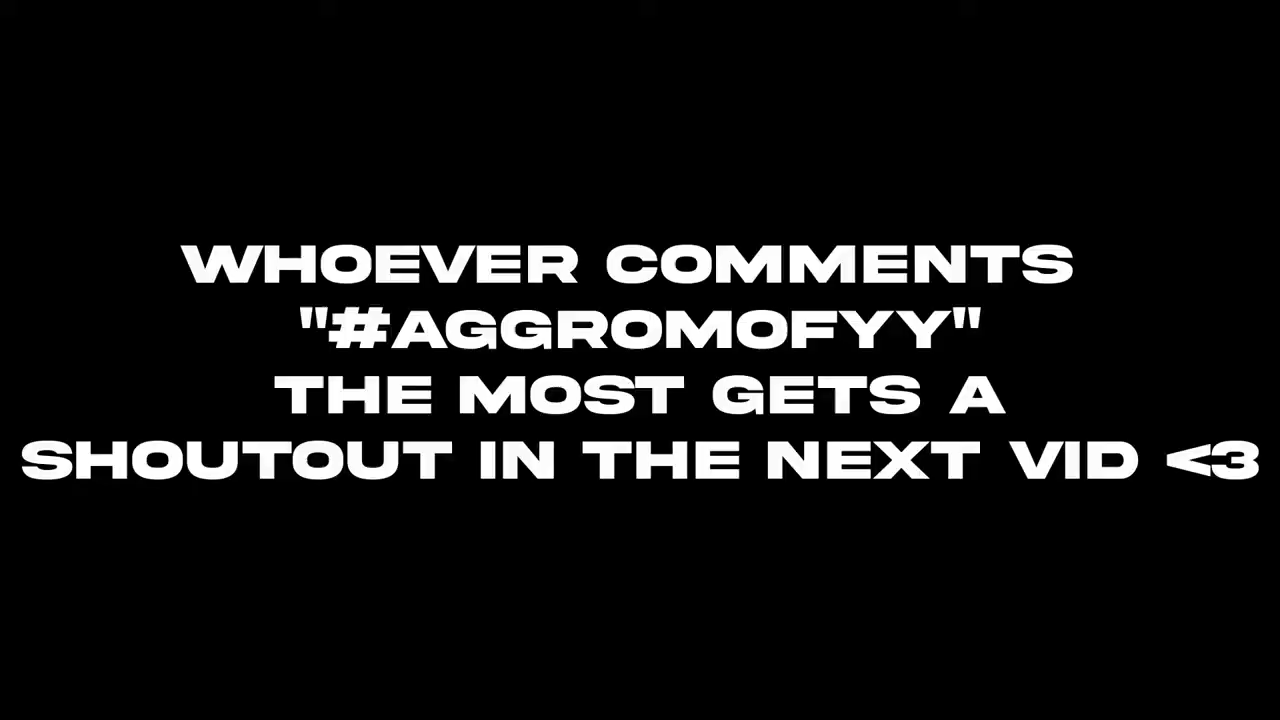 WHOEVER COMMENTS
"#AGGROMOFYY"
THE MOST GETS A
SHOUTOUT IN THE NEXT VID <3